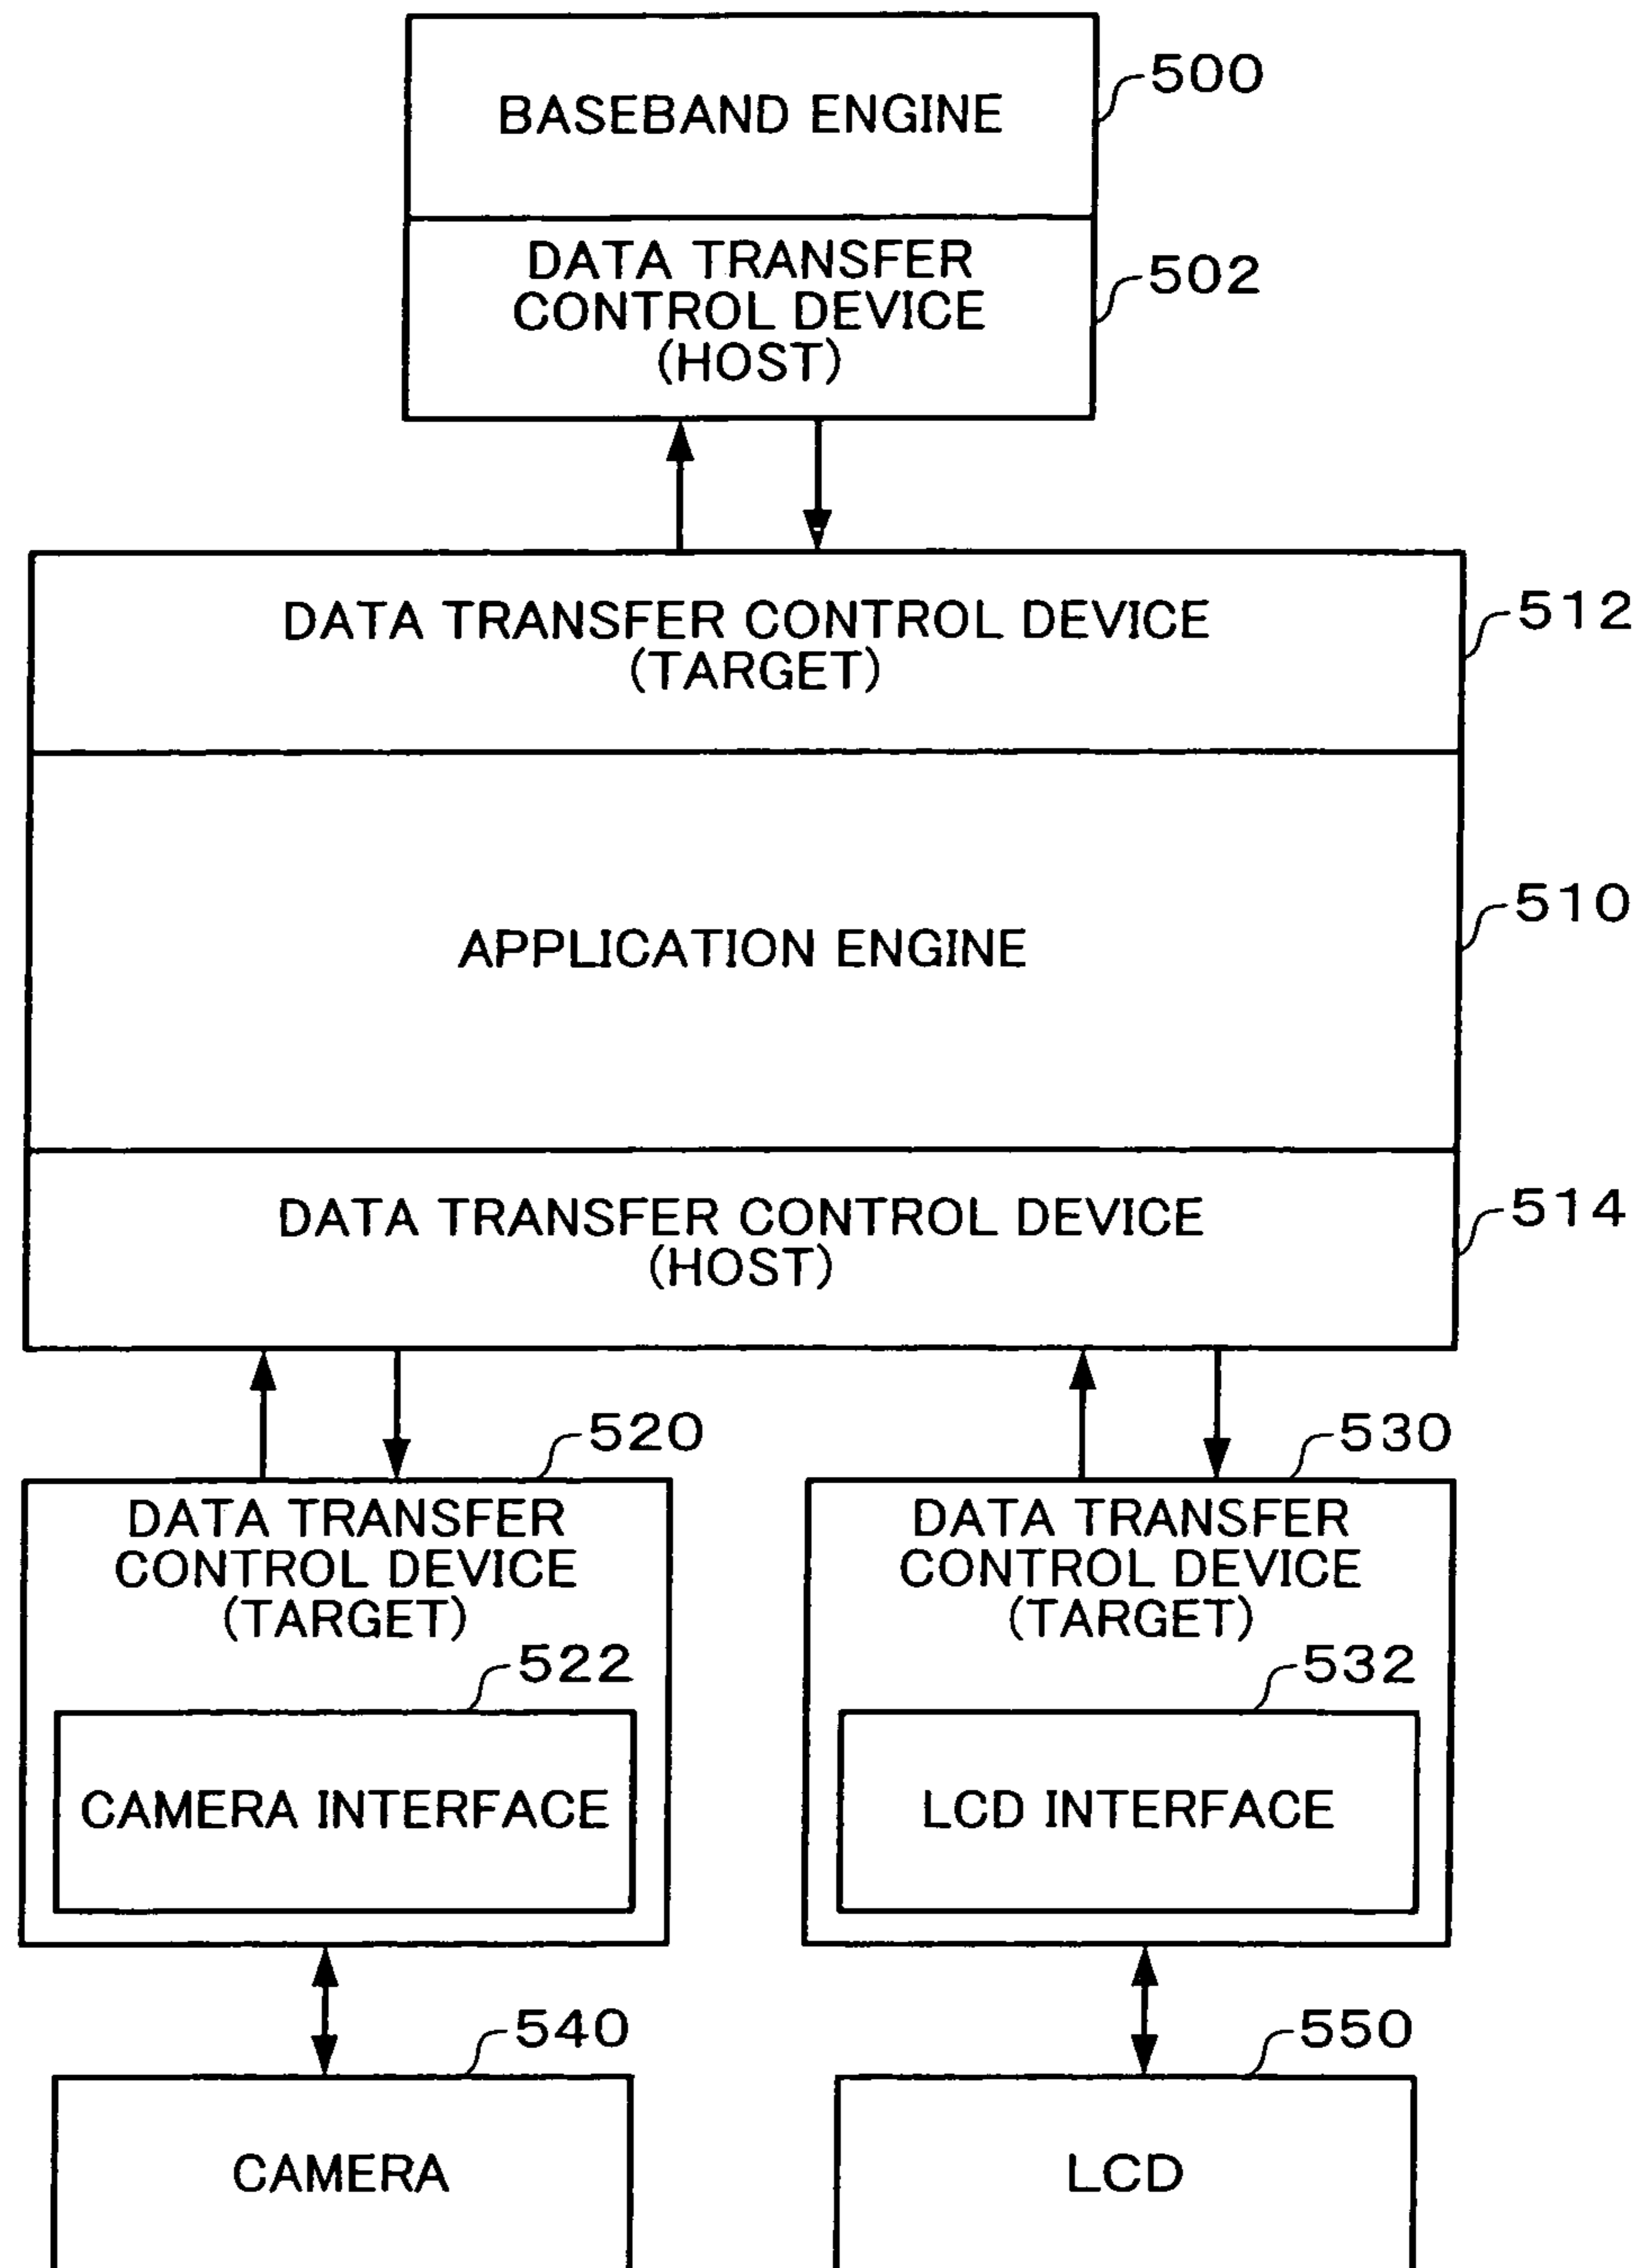 BASEBAND ENGINE
500
DATA TRANSFER
CONTROL DEVICE
(HOST)
502
DATA TRANSFER CONTROL DEVICE
(TARGET)
512
APPLICATION ENGINE
510
DATA TRANSFER CONTROL DEVICE
(HOST)
514
520
DATA TRANSFER
CONTROL DEVICE
(TARGET)
522
CAMERA INTERFACE
530
DATA TRANSFER
CONTROL DEVICE
(TARGET)
532
LCD INTERFACE
540
CAMERA
550
LCD